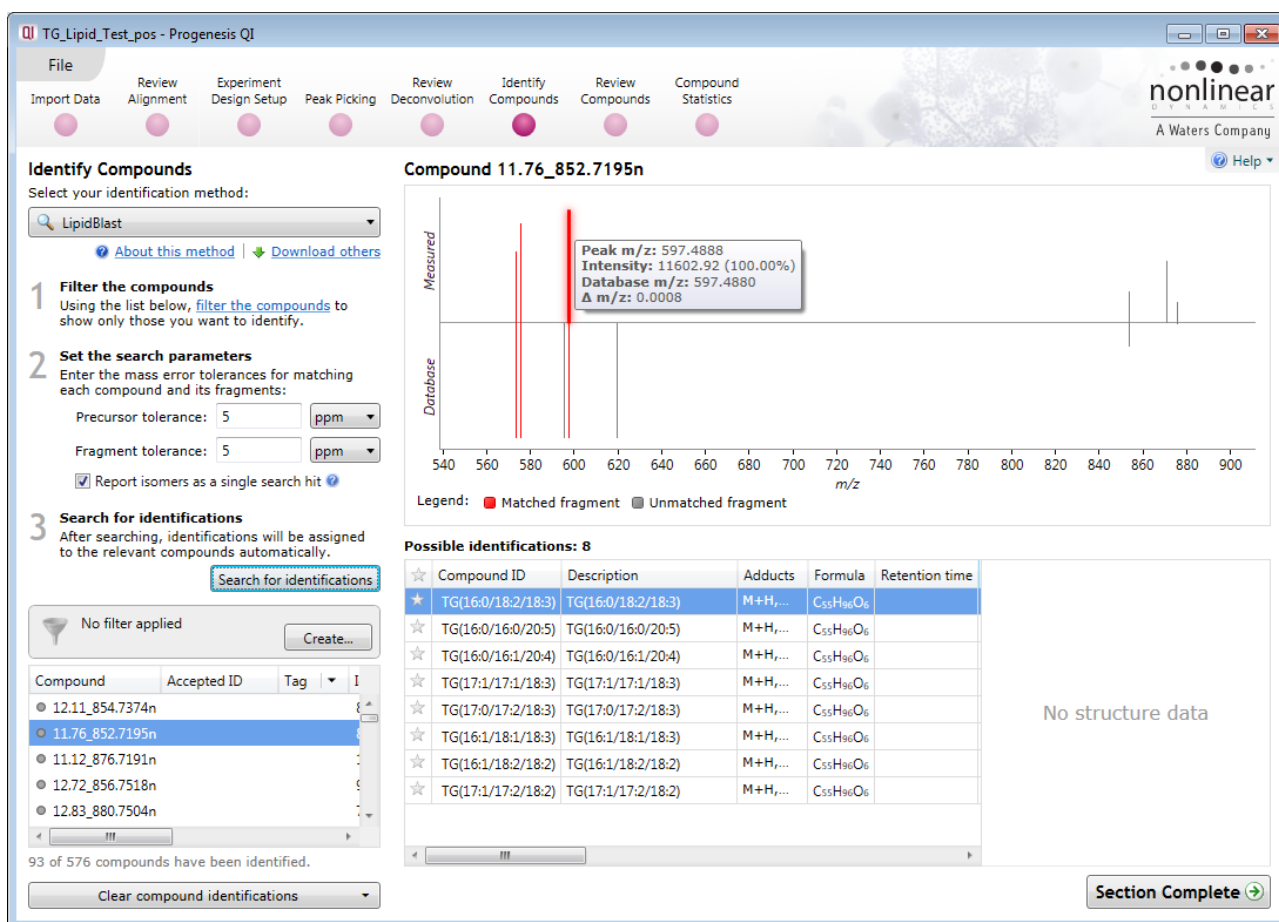 QI TG_Lipid_Test_pos - Progenesis QI
File
Import Data
Review Alignment
Experiment Design Setup
Peak Picking
Review Deconvolution
Identify Compounds
Review Compounds
Compound Statistics
nonlinear
DYNAMICS
A Waters Company
Help
Identify Compounds
Select your identification method:
LipidBlast
About this method
Download others
1 Filter the compounds
Using the list below, filter the compounds to
show only those you want to identify.
2 Set the search parameters
Enter the mass error tolerances for matching
each compound and its fragments:
Precursor tolerance: 5 ppm
Fragment tolerance: 5 ppm
Report isomers as a single search hit
3 Search for identifications
After searching, identifications will be assigned
to the relevant compounds automatically.
Search for identifications
No filter applied
Create...
Compound Accepted ID Tag
12.11_854.7374n
11.76_852.7195n
11.12_876.7191n
12.72_856.7518n
12.83_880.7504n
93 of 576 compounds have been identified.
Clear compound identifications
Compound 11.76_852.7195n
Measured
Database
Peak m/z: 597.4888
Intensity: 11602.92 (100.00%)
Database m/z: 597.4880
Δ m/z: 0.0008
540 560 580 600 620 640 660 680 700 720 740 760 780 800 820 840 860 880 900
m/z
Legend: Matched fragment Unmatched fragment
Possible identifications: 8
Compound ID Description Adducts Formula Retention time
TG(16:0/18:2/18:3) TG(16:0/18:2/18:3) M+H,... C₅₅H₉₆O₆
TG(16:0/16:0/20:5) TG(16:0/16:0/20:5) M+H,... C₅₅H₉₆O₆
TG(16:0/16:1/20:4) TG(16:0/16:1/20:4) M+H,... C₅₅H₉₆O₆
TG(17:1/17:1/18:3) TG(17:1/17:1/18:3) M+H,... C₅₅H₉₆O₆
TG(17:0/17:2/18:3) TG(17:0/17:2/18:3) M+H,... C₅₅H₉₆O₆
TG(16:1/18:1/18:3) TG(16:1/18:1/18:3) M+H,... C₅₅H₉₆O₆
TG(16:1/18:2/18:2) TG(16:1/18:2/18:2) M+H,... C₅₅H₉₆O₆
TG(17:1/17:2/18:2) TG(17:1/17:2/18:2) M+H,... C₅₅H₉₆O₆
No structure data
Section Complete